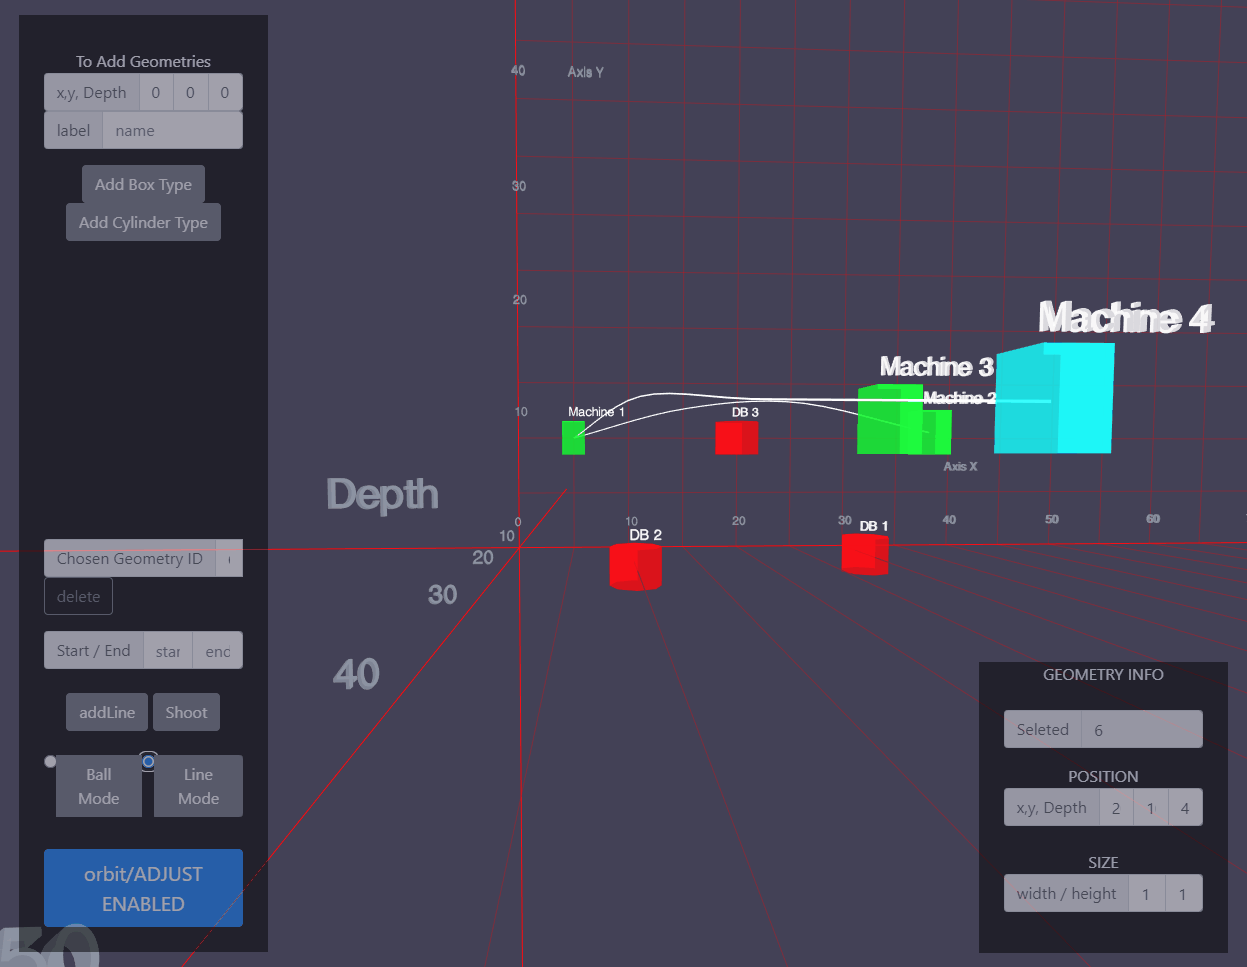 To Add Geometries
x,y, Depth 0 0 0
label name
Add Box Type
Add Cylinder Type
Chosen Geometry ID
delete
Start / End star end
addLine Shoot
Ball Mode
Line Mode
orbit/ADJUST
ENABLED
50
40
Axis Y
30
20
10
Machine 4
Machine 3
Machine 2
Machine 1
DB 3
Axis X
Depth
0 10 20 30 40 50 60
10
20
30
40
DB 2
DB 1
GEOMETRY INFO
Seleted 6
POSITION
x,y, Depth 2 1 4
SIZE
width / height 1 1